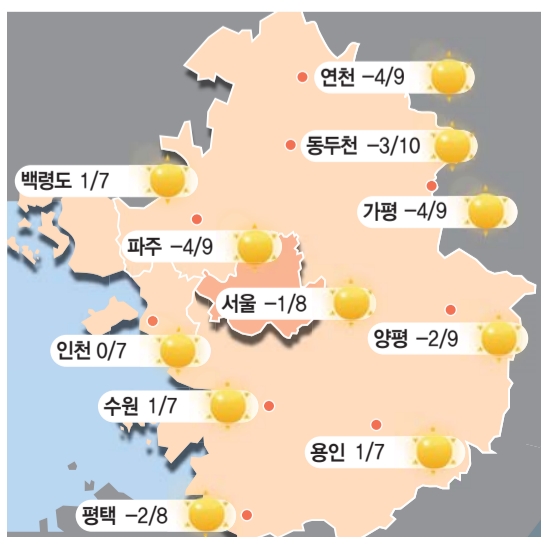 연천 −4/9
동두천 −3/10
백령도 1/7
가평 −4/9
파주 −4/9
서울 −1/8
양평 −2/9
인천 0/7
수원 1/7
용인 1/7
평택 −2/8